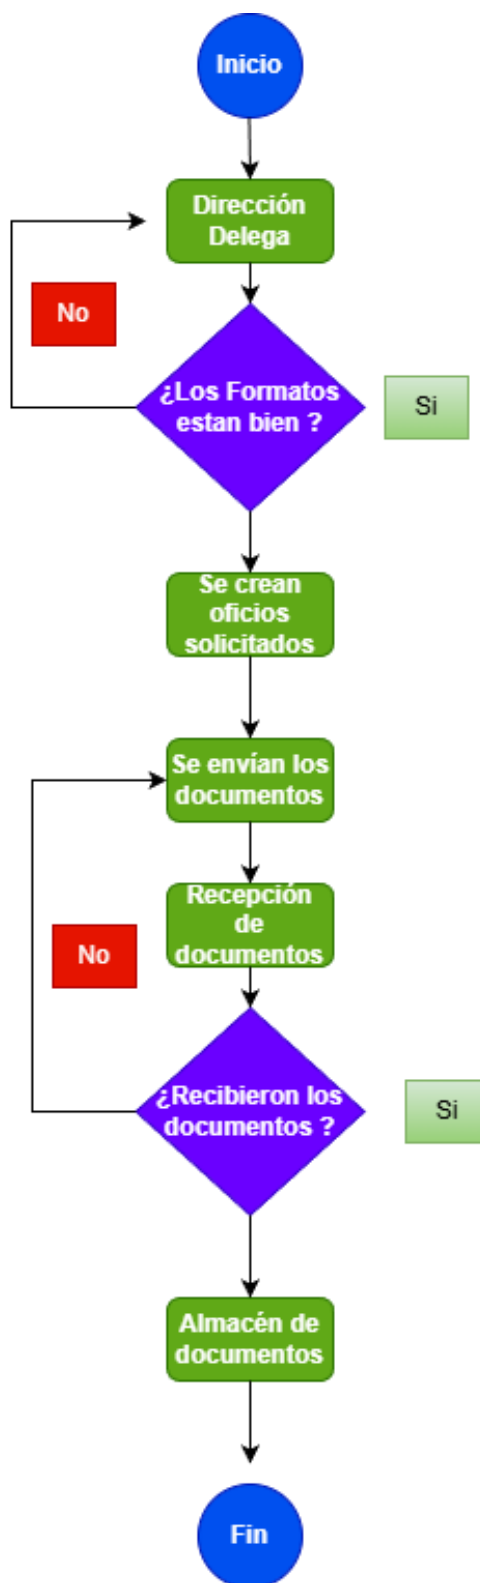 Inicio
Dirección
Delega
No
¿Los Formatos
estan bien ?
Si
Se crean
oficios
solicitados
Se envían los
documentos
Recepción
de
documentos
No
¿Recibieron los
documentos ?
Si
Almacén de
documentos
Fin